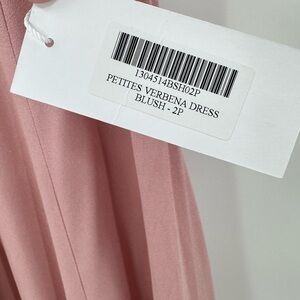 1304514BSH02P
PETITES VERBENA DRESS
BLUSH - 2P